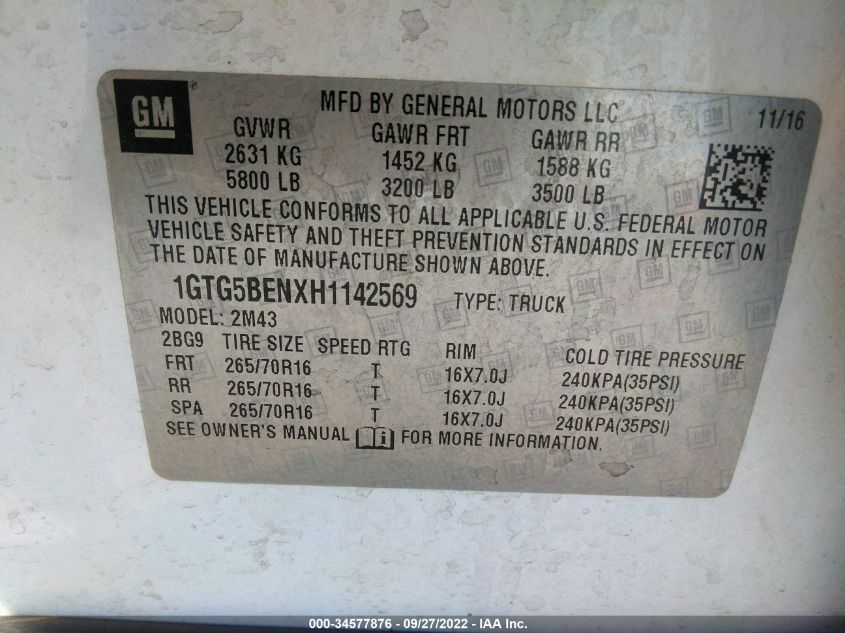 GM
MFD BY GENERAL MOTORS LLC
11/16
GVWR GAWR FRT GAWR RR
2631 KG 1452 KG 1588 KG
5800 LB 3200 LB 3500 LB
THIS VEHICLE CONFORMS TO ALL APPLICABLE U.S. FEDERAL MOTOR
VEHICLE SAFETY AND THEFT PREVENTION STANDARDS IN EFFECT ON
THE DATE OF MANUFACTURE SHOWN ABOVE.
1GTG5BENXH1142569 TYPE: TRUCK
MODEL: 2M43
2BG9 TIRE SIZE SPEED RTG RIM COLD TIRE PRESSURE
FRT 265/70R16 T 16X7.0J 240KPA(35PSI)
RR 265/70R16 T 16X7.0J 240KPA(35PSI)
SPA 265/70R16 T 16X7.0J 240KPA(35PSI)
SEE OWNER'S MANUAL i FOR MORE INFORMATION.
000-34577876 - 09/27/2022 - IAA Inc.